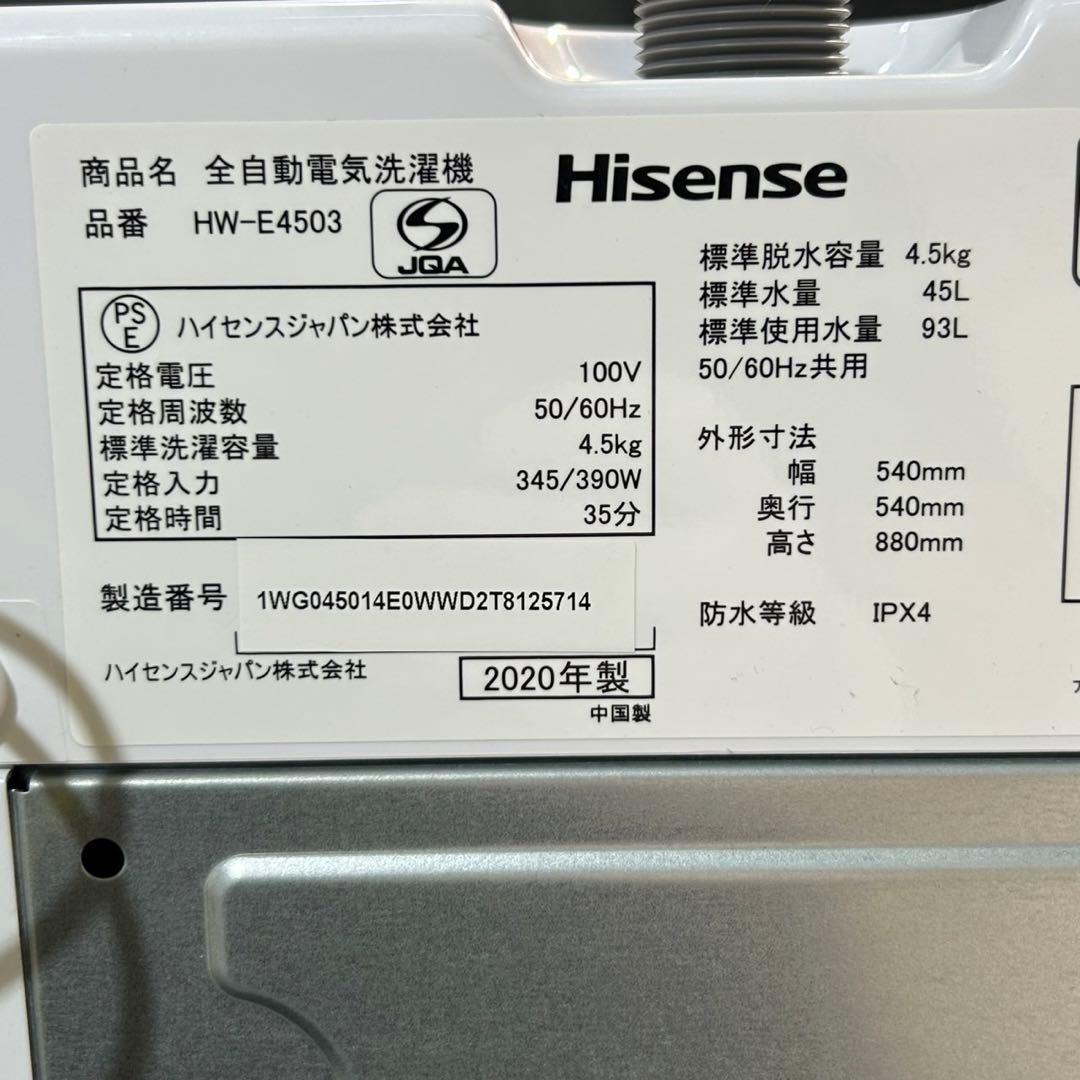 商品名 全自動電気洗濯機
品番 HW-E4503
JQA
Hisense
PS
E
ハイセンスジャパン株式会社
定格電圧 100V
定格周波数 50/60Hz
標準洗濯容量 4.5kg
定格入力 345/390W
定格時間 35分
製造番号 1WG045014E0WWD2T8125714
ハイセンスジャパン株式会社
2020年製
中国製
標準脱水容量 4.5kg
標準水量 45L
標準使用水量 93L
50/60Hz共用
外形寸法
幅 540mm
奥行 540mm
高さ 880mm
防水等級 IPX4